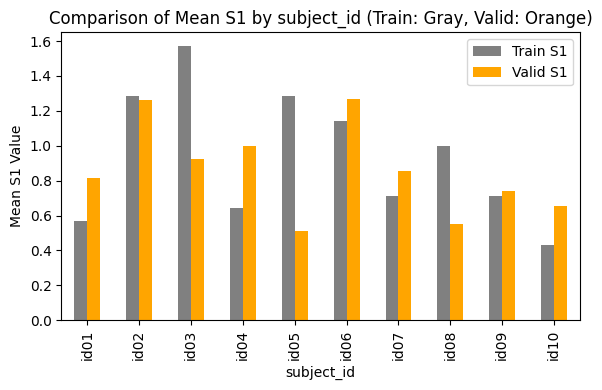 Comparison of Mean S1 by subject_id (Train: Gray, Valid: Orange)
Train S1
Valid S1
Mean S1 Value
1.6
1.4
1.2
1.0
0.8
0.6
0.4
0.2
0.0
id01
id02
id03
id04
id05
id06
id07
id08
id09
id10
subject_id